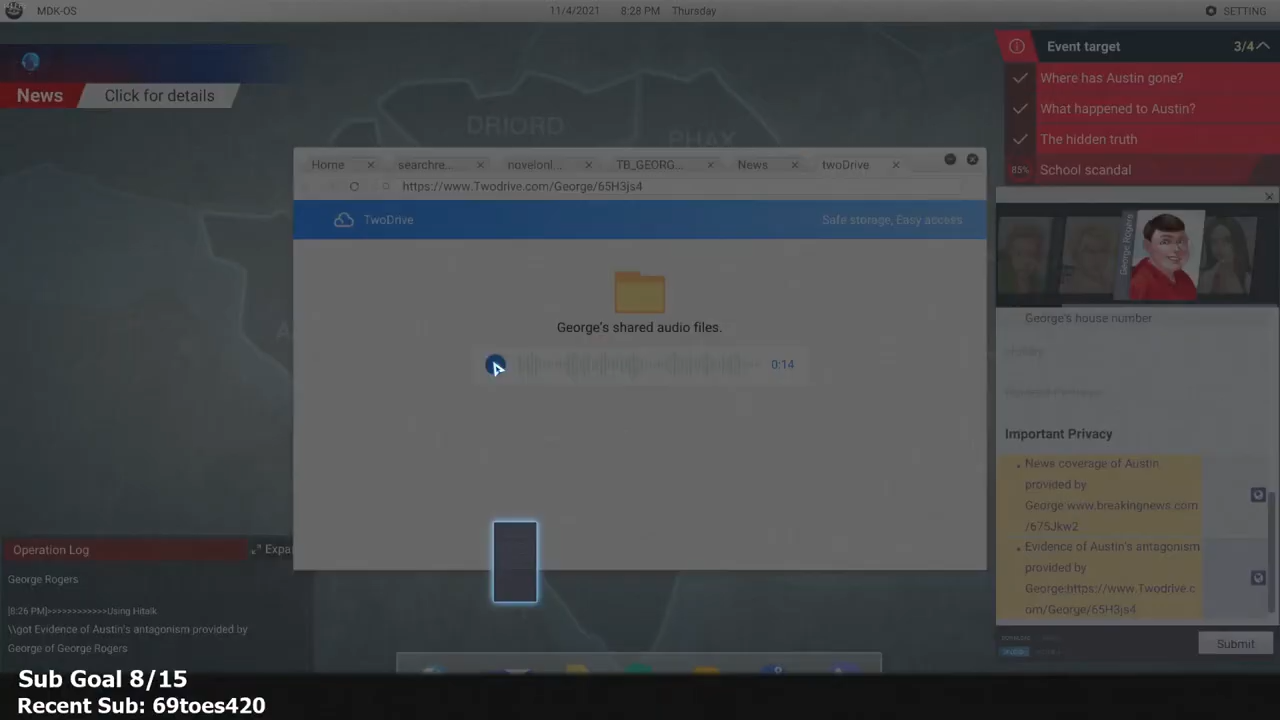 MDK-OS
11/4/2021 8:28 PM Thursday
SETTING
News
Click for details
DRIORD
PHAX
Event target
3/4
Where has Austin gone?
What happened to Austin?
The hidden truth
85%
School scandal
Home
searchre...
novelonl...
TB_GEORG...
News
twoDrive
https://www.Twodrive.com/George/65H3js4
TwoDrive
Safe storage, Easy access
George's shared audio files.
0:14
George Rogers
George's house number
Important Privacy
News coverage of Austin
provided by
George:www.breakingnews.com
/675Jkw2
Evidence of Austin's antagonism
provided by
George:https://www.Twodrive.c
om/George/65H3js4
Submit
Operation Log
Expa
George Rogers
[8:26 PM]>>>>>>>>>>>>Using Hitalk
\\got Evidence of Austin's antagonism provided by
George of George Rogers
Sub Goal 8/15
Recent Sub: 69toes420